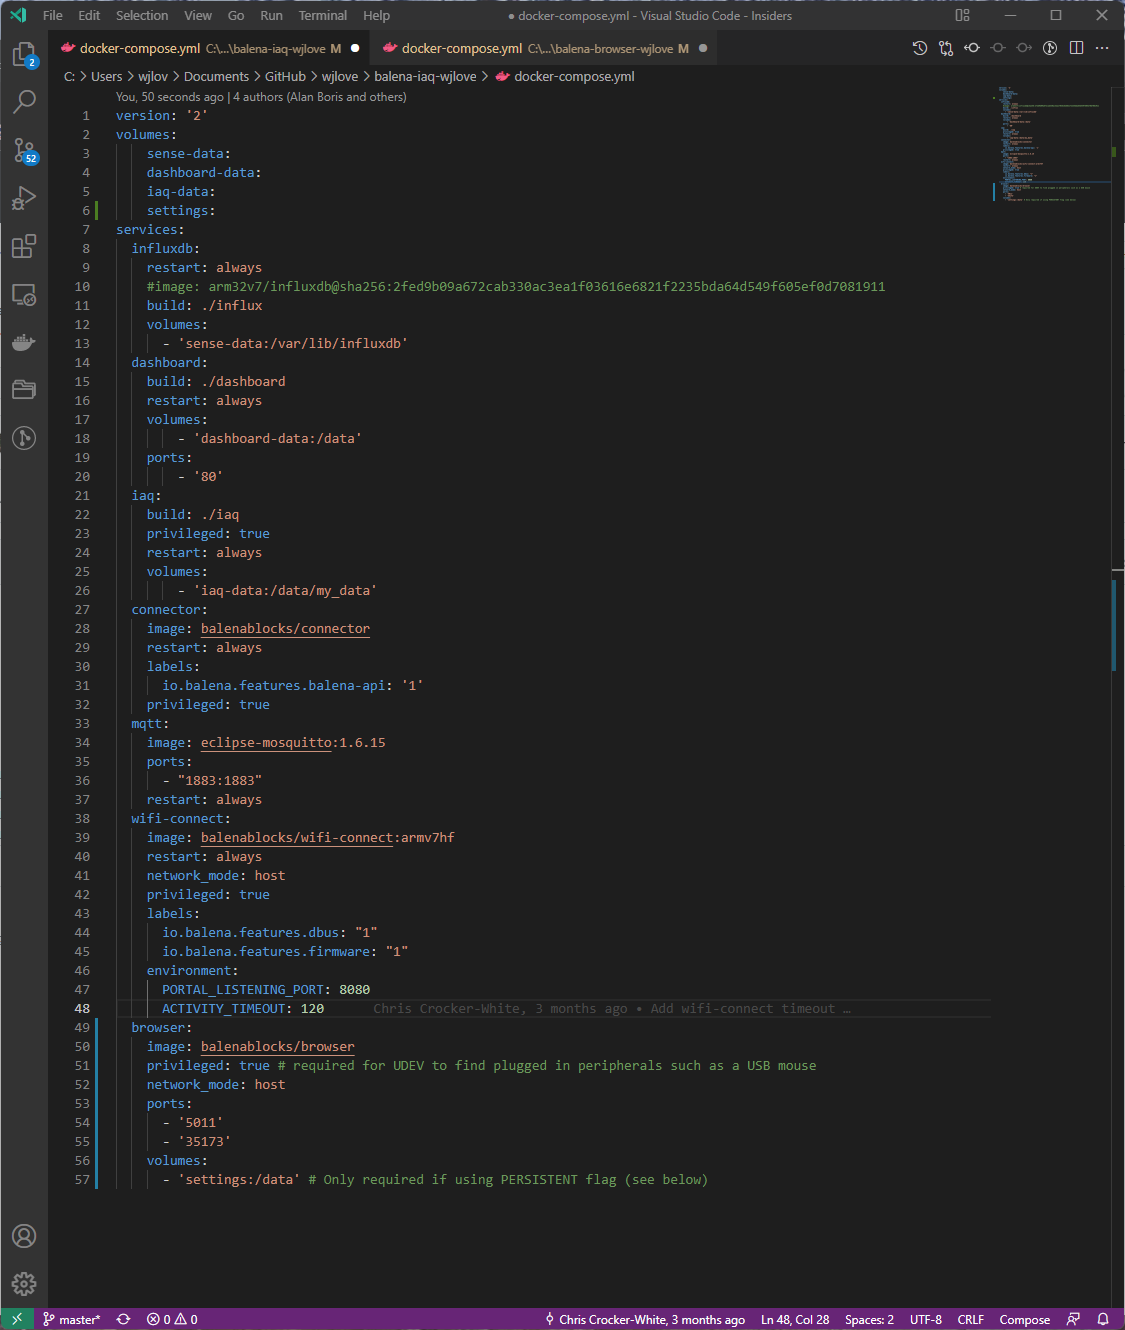 File Edit Selection View Go Run Terminal Help ● docker-compose.yml - Visual Studio Code - Insiders
docker-compose.yml C:\...\balena-iaq-wjlove M ● docker-compose.yml C:\...\balena-browser-wjlove M ●
C: > Users > wjlov > Documents > GitHub > wjlove > balena-iaq-wjlove > docker-compose.yml
You, 50 seconds ago | 4 authors (Alan Boris and others)
1 version: '2'
2 volumes:
3 sense-data:
4 dashboard-data:
5 iaq-data:
6 settings:
7 services:
8 influxdb:
9 restart: always
10 #image: arm32v7/influxdb@sha256:2fed9b09a672cab330ac3ea1f03616e6821f2235bda64d549f605ef0d7081911
11 build: ./influx
12 volumes:
13 - 'sense-data:/var/lib/influxdb'
14 dashboard:
15 build: ./dashboard
16 restart: always
17 volumes:
18 - 'dashboard-data:/data'
19 ports:
20 - '80'
21 iaq:
22 build: ./iaq
23 privileged: true
24 restart: always
25 volumes:
26 - 'iaq-data:/data/my_data'
27 connector:
28 image: balenablocks/connector
29 restart: always
30 labels:
31 io.balena.features.balena-api: '1'
32 privileged: true
33 mqtt:
34 image: eclipse-mosquitto:1.6.15
35 ports:
36 - "1883:1883"
37 restart: always
38 wifi-connect:
39 image: balenablocks/wifi-connect:armv7hf
40 restart: always
41 network_mode: host
42 privileged: true
43 labels:
44 io.balena.features.dbus: "1"
45 io.balena.features.firmware: "1"
46 environment:
47 PORTAL_LISTENING_PORT: 8080
48 ACTIVITY_TIMEOUT: 120 Chris Crocker-White, 3 months ago • Add wifi-connect timeout …
49 browser:
50 image: balenablocks/browser
51 privileged: true # required for UDEV to find plugged in peripherals such as a USB mouse
52 network_mode: host
53 ports:
54 - '5011'
55 - '35173'
56 volumes:
57 - 'settings:/data' # Only required if using PERSISTENT flag (see below)
2
52
master* 0 0 Chris Crocker-White, 3 months ago Ln 48, Col 28 Spaces: 2 UTF-8 CRLF Compose